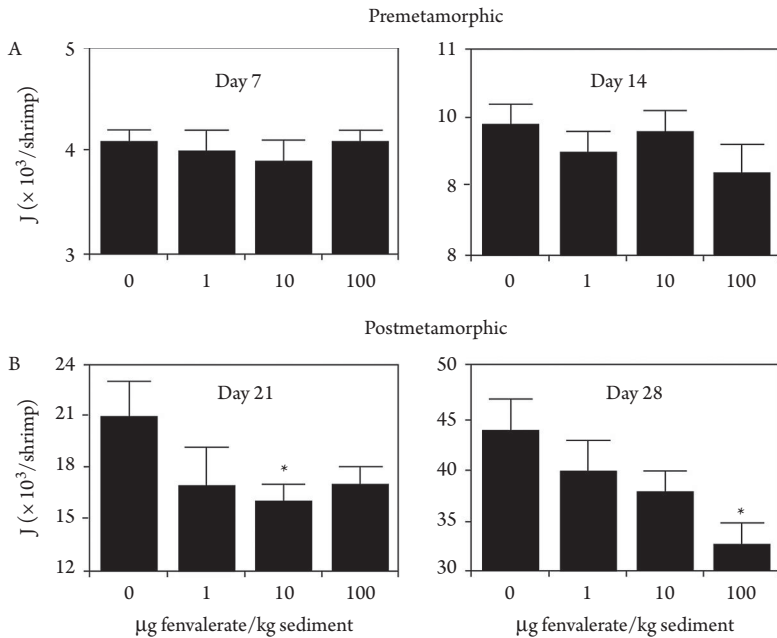 Premetamorphic
A
J (× 10³/shrimp)
5
4
3
Day 7
0 1 10 100
11
10
8
8
Day 14
0 1 10 100
Postmetamorphic
B
J (× 10³/shrimp)
24
21
18
15
12
Day 21
*
0 1 10 100
µg fenvalerate/kg sediment
50
45
40
35
30
Day 28
*
0 1 10 100
µg fenvalerate/kg sediment